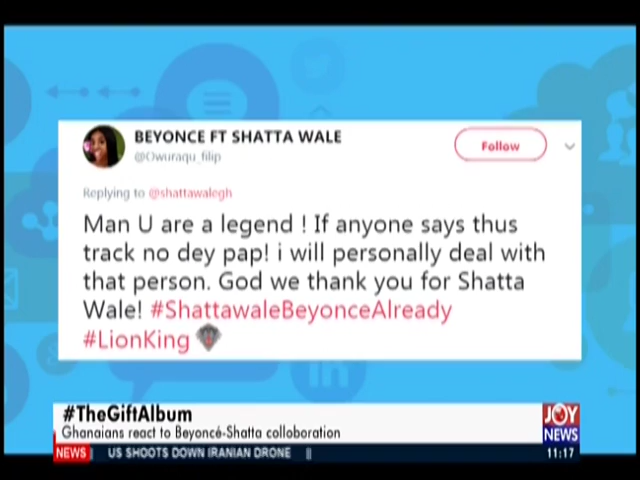 BEYONCE FT SHATTA WALE
@Owuraqu_filip
Follow
Replying to @shattawalegh
Man U are a legend ! If anyone says thus
track no dey pap! i will personally deal with
that person. God we thank you for Shatta
Wale! #ShattawaleBeyonceAlready
#LionKing
#TheGiftAlbum
Ghanaians react to Beyoncé-Shatta colloboration
JOY
NEWS
NEWS US SHOOTS DOWN IRANIAN DRONE || 11:17
in